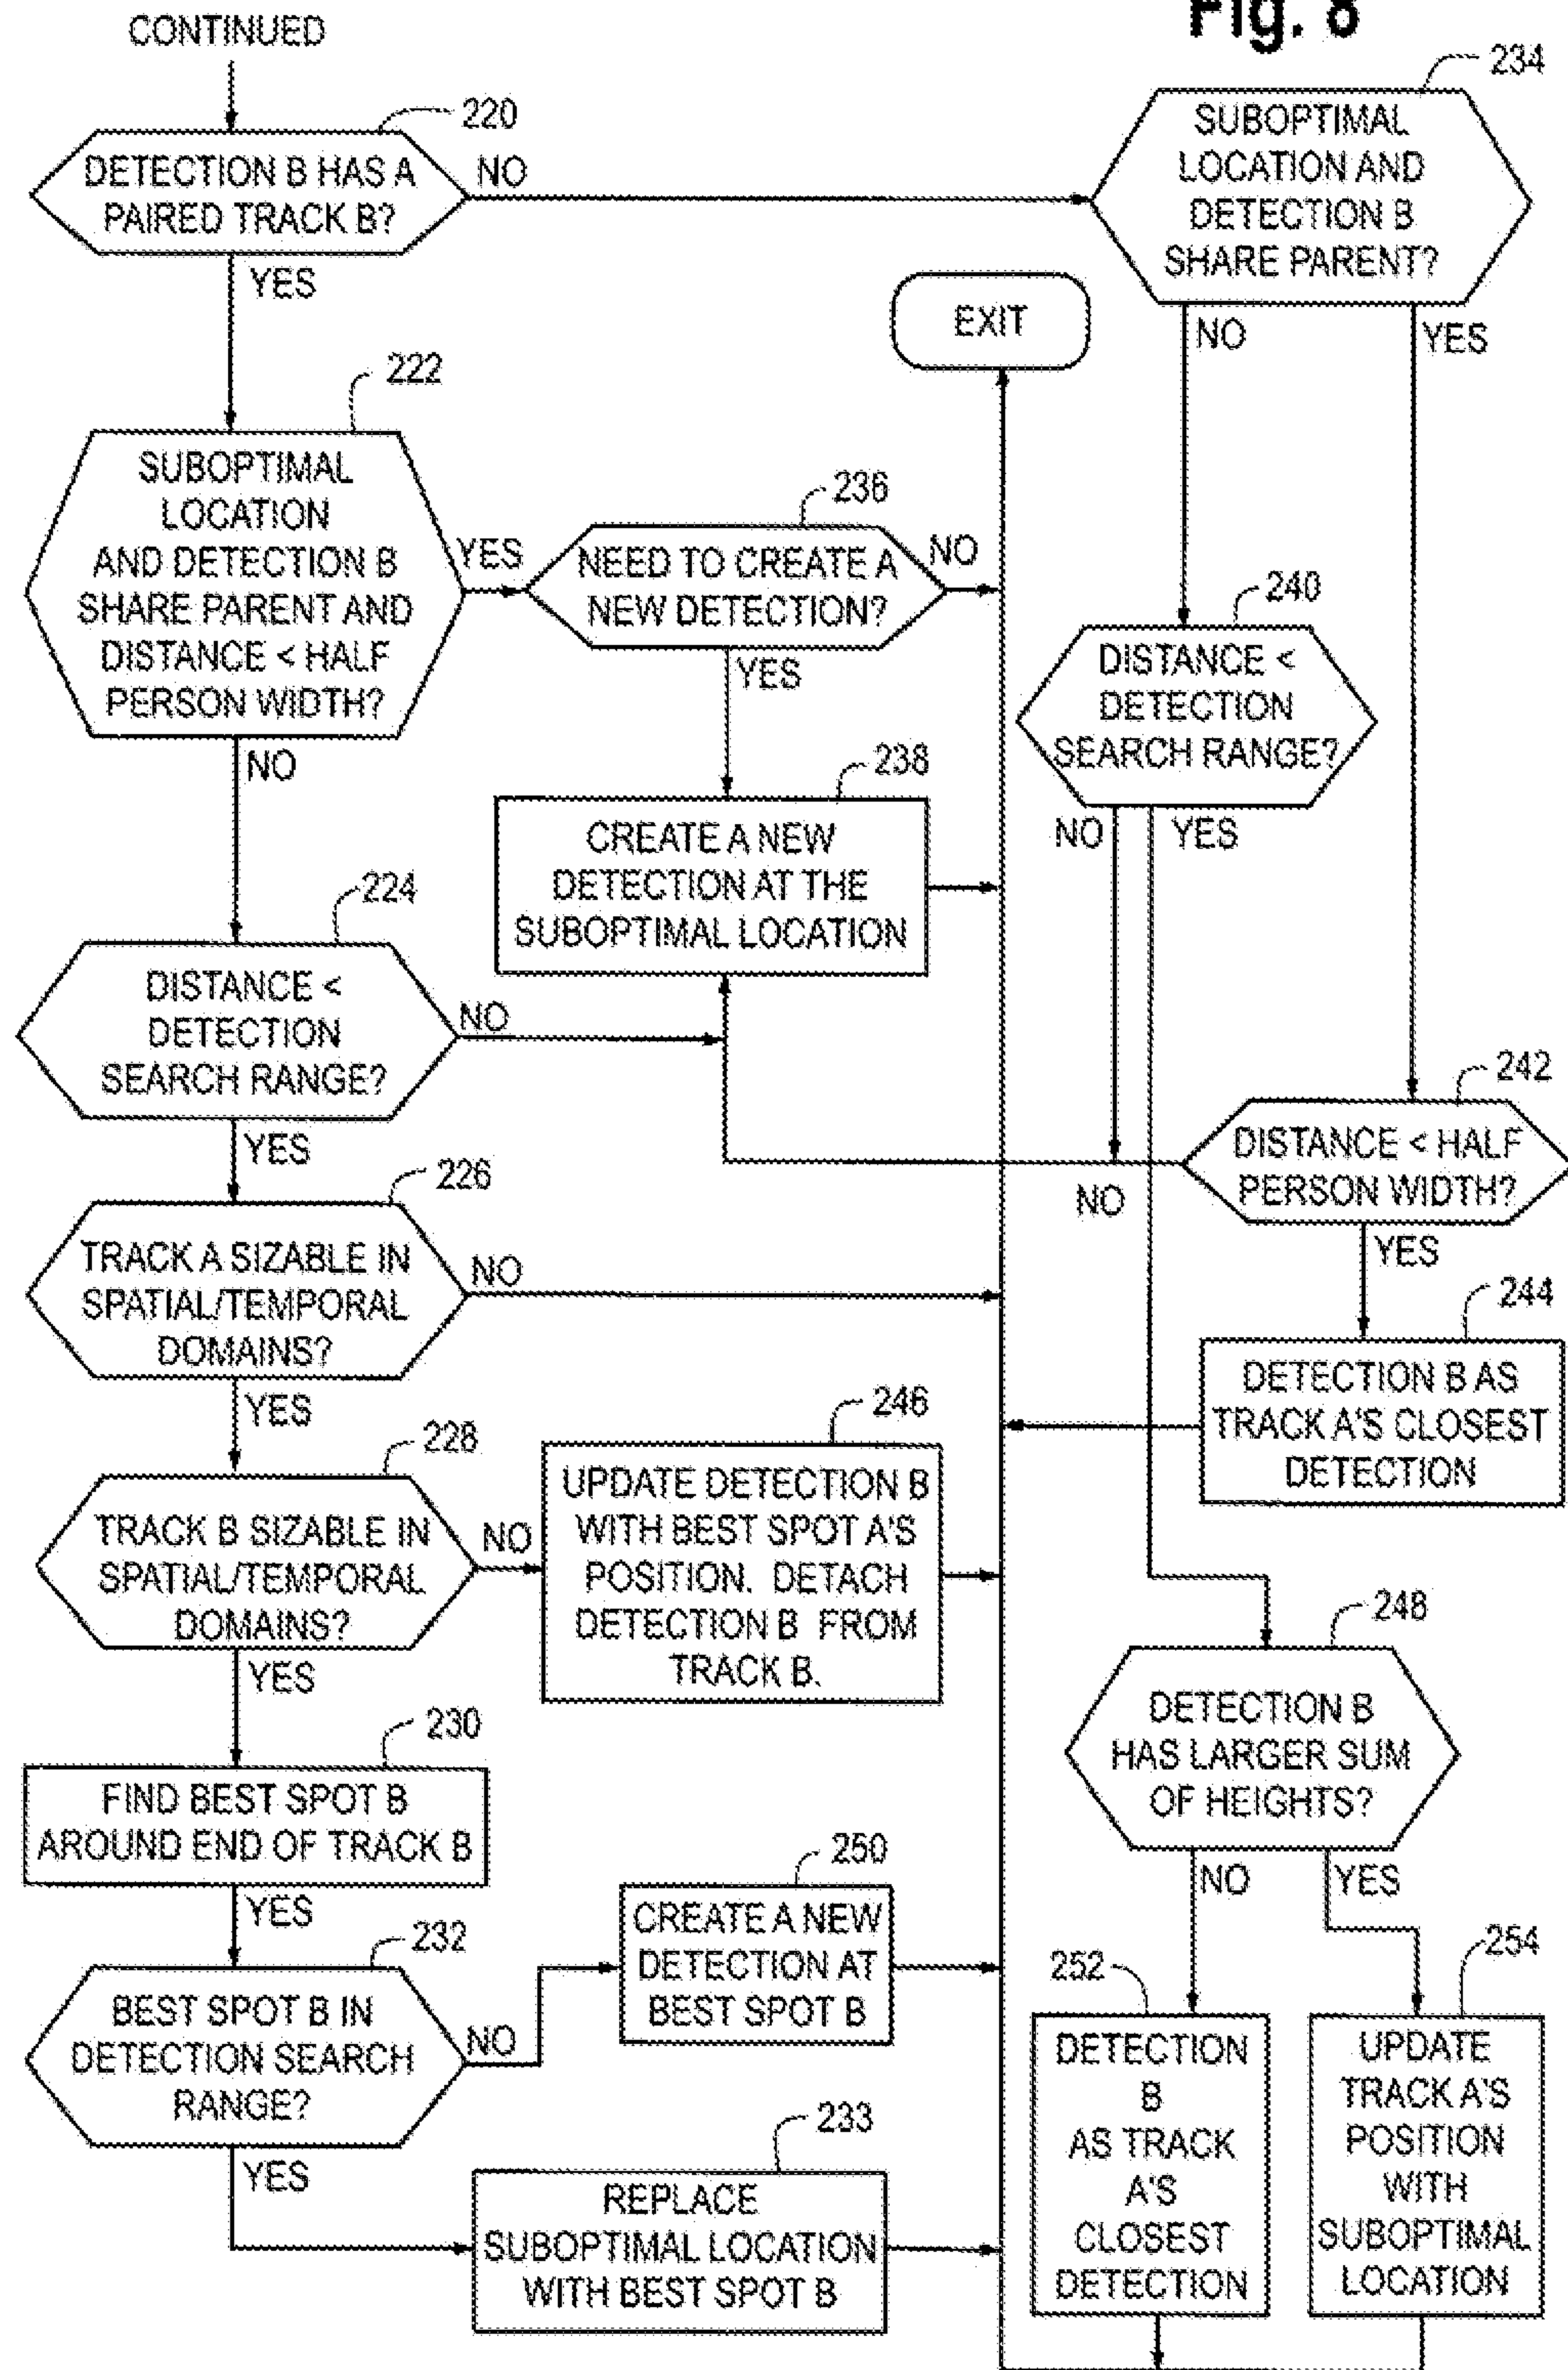 Fig. 8
CONTINUED
220
DETECTION B HAS A
PAIRED TRACK B?
NO
YES
234
SUBOPTIMAL
LOCATION AND
DETECTION B
SHARE PARENT?
NO
YES
EXIT
222
SUBOPTIMAL
LOCATION
AND DETECTION B
SHARE PARENT AND
DISTANCE < HALF
PERSON WIDTH?
YES
NO
236
NEED TO CREATE A
NEW DETECTION?
NO
YES
238
CREATE A NEW
DETECTION AT THE
SUBOPTIMAL LOCATION
240
DISTANCE <
DETECTION
SEARCH RANGE?
NO
YES
224
DISTANCE <
DETECTION
SEARCH RANGE?
NO
YES
242
DISTANCE < HALF
PERSON WIDTH?
NO
YES
244
DETECTION B AS
TRACK A'S CLOSEST
DETECTION
226
TRACK A SIZABLE IN
SPATIAL/TEMPORAL
DOMAINS?
NO
YES
228
TRACK B SIZABLE IN
SPATIAL/TEMPORAL
DOMAINS?
NO
YES
246
UPDATE DETECTION B
WITH BEST SPOT A'S
POSITION. DETACH
DETECTION B FROM
TRACK B.
248
DETECTION B
HAS LARGER SUM
OF HEIGHTS?
NO
YES
230
FIND BEST SPOT B
AROUND END OF TRACK B
YES
232
BEST SPOT B IN
DETECTION SEARCH
RANGE?
NO
YES
250
CREATE A NEW
DETECTION AT
BEST SPOT B
233
REPLACE
SUBOPTIMAL LOCATION
WITH BEST SPOT B
252
DETECTION
B
AS TRACK
A'S
CLOSEST
DETECTION
254
UPDATE
TRACK A'S
POSITION
WITH
SUBOPTIMAL
LOCATION